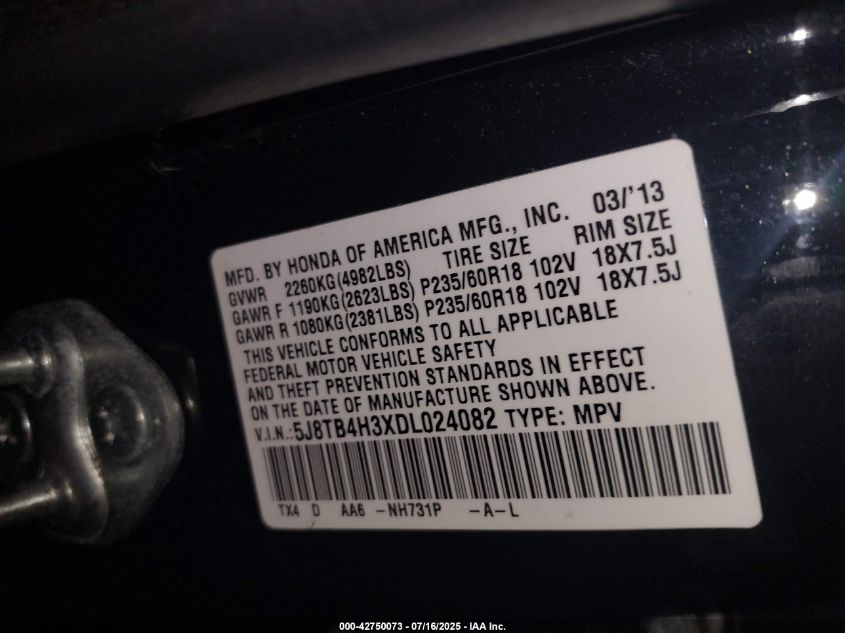 MFD. BY HONDA OF AMERICA MFG., INC. 03/'13
GVWR 2260KG(4982LBS) TIRE SIZE RIM SIZE
GAWR F 1190KG(2623LBS) P235/60R18 102V 18X7.5J
GAWR R 1080KG(2381LBS) P235/60R18 102V 18X7.5J
THIS VEHICLE CONFORMS TO ALL APPLICABLE
FEDERAL MOTOR VEHICLE SAFETY
AND THEFT PREVENTION STANDARDS IN EFFECT
ON THE DATE OF MANUFACTURE SHOWN ABOVE.
V.I.N.:5J8TB4H3XDL024082 TYPE: MPV
TX4 D AA6 -NH731P -A-L
000-42750073 - 07/16/2025 - IAA Inc.